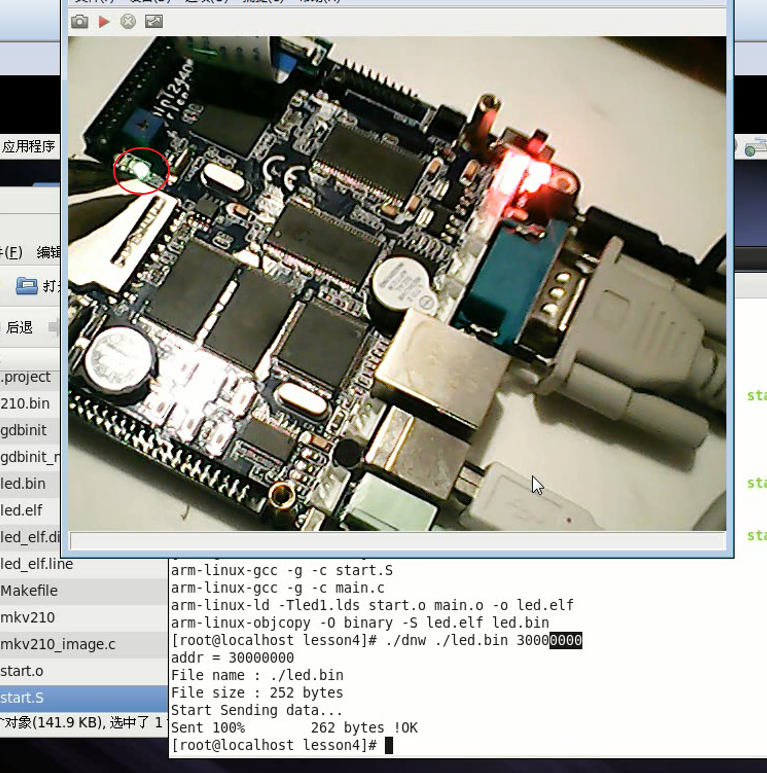 应用程序
后退
.project
210.bin
gdbinit
led.bin
led.elf
led_elf.di
led_elf.line
Makefile
mkv210
mkv210_image.c
start.o
start.S
对象(141.9 KB), 选中了 1
arm-linux-gcc -g -c start.S
arm-linux-gcc -g -c main.c
arm-linux-ld -Tled1.lds start.o main.o -o led.elf
arm-linux-objcopy -O binary -S led.elf led.bin
[root@localhost lesson4]# ./dnw ./led.bin 30000000
addr = 30000000
File name : ./led.bin
File size : 252 bytes
Start Sending data...
Sent 100%        262 bytes !OK
[root@localhost lesson4]#
sta
sta
sta